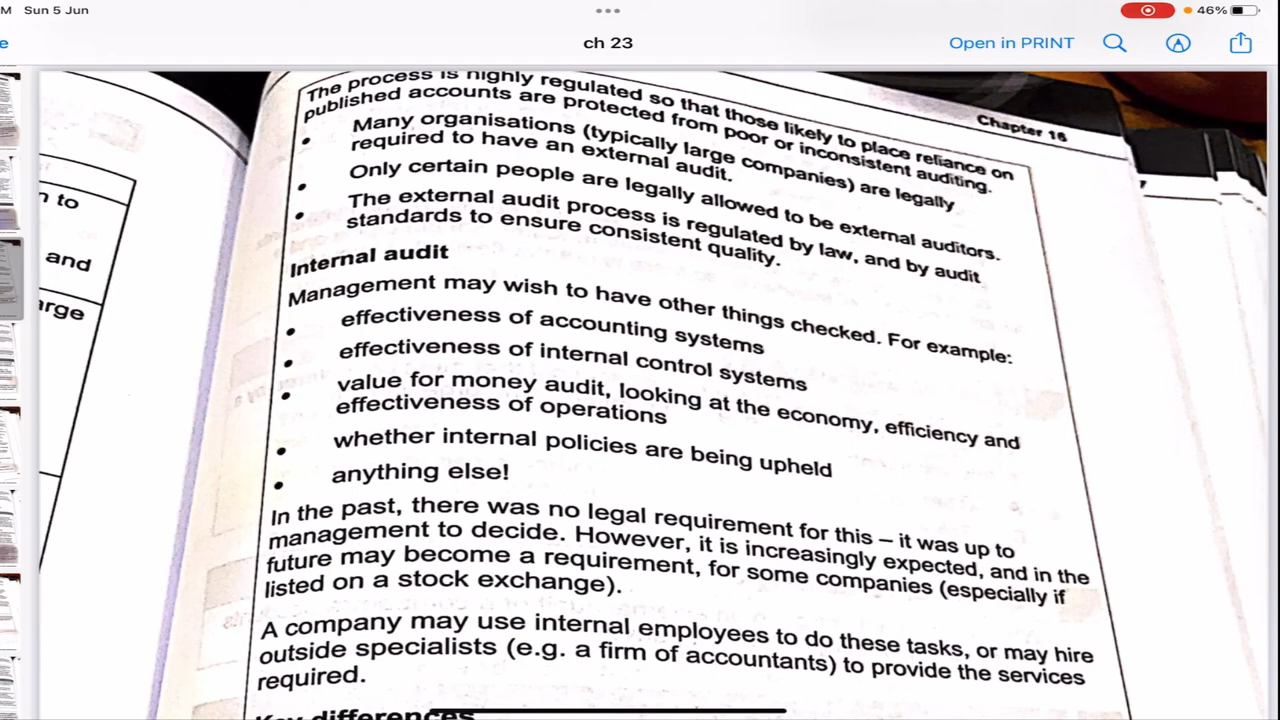 M Sun 5 Jun
46%
e
ch 23
Open in PRINT
Chapter 16
n to
and
arge
The process is highly regulated so that those likely to place reliance on
published accounts are protected from poor or inconsistent auditing.
• Many organisations (typically large companies) are legally
required to have an external audit.
• Only certain people are legally allowed to be external auditors.
• The external audit process is regulated by law, and by audit
standards to ensure consistent quality.
Internal audit
Management may wish to have other things checked. For example:
• effectiveness of accounting systems
• effectiveness of internal control systems
• value for money audit, looking at the economy, efficiency and
effectiveness of operations
• whether internal policies are being upheld
• anything else!
In the past, there was no legal requirement for this – it was up to
management to decide. However, it is increasingly expected, and in the
future may become a requirement, for some companies (especially if
listed on a stock exchange).
A company may use internal employees to do these tasks, or may hire
outside specialists (e.g. a firm of accountants) to provide the services
required.
Key differences